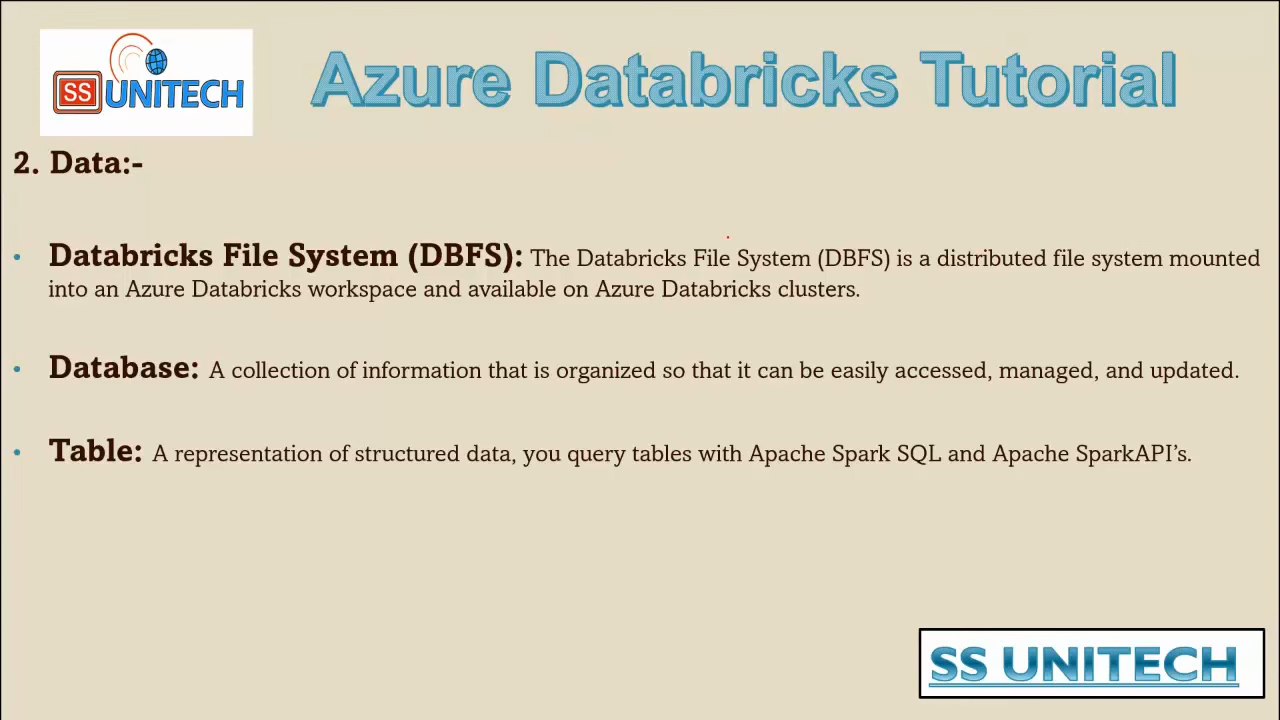 SS UNITECH
Azure Databricks Tutorial
2. Data:-
• Databricks File System (DBFS): The Databricks File System (DBFS) is a distributed file system mounted
into an Azure Databricks workspace and available on Azure Databricks clusters.
• Database: A collection of information that is organized so that it can be easily accessed, managed, and updated.
• Table: A representation of structured data, you query tables with Apache Spark SQL and Apache SparkAPI’s.
SS UNITECH